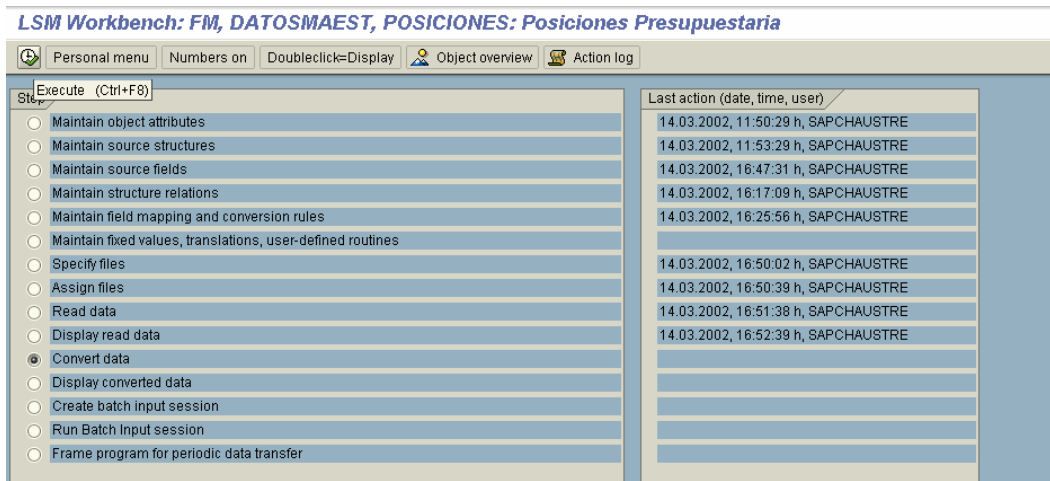 LSM Workbench: FM, DATOSMAEST, POSICIONES: Posiciones Presupuestaria
Personal menu Numbers on Doubleclick=Display Object overview Action log
Execute (Ctrl+F8)
Step Last action (date, time, user)
Maintain object attributes 14.03.2002, 11:50:29 h, SAPCHAUSTRE
Maintain source structures 14.03.2002, 11:53:29 h, SAPCHAUSTRE
Maintain source fields 14.03.2002, 16:47:31 h, SAPCHAUSTRE
Maintain structure relations 14.03.2002, 16:17:09 h, SAPCHAUSTRE
Maintain field mapping and conversion rules 14.03.2002, 16:25:56 h, SAPCHAUSTRE
Maintain fixed values, translations, user-defined routines
Specify files 14.03.2002, 16:50:02 h, SAPCHAUSTRE
Assign files 14.03.2002, 16:50:39 h, SAPCHAUSTRE
Read data 14.03.2002, 16:51:38 h, SAPCHAUSTRE
Display read data 14.03.2002, 16:52:39 h, SAPCHAUSTRE
Convert data
Display converted data
Create batch input session
Run Batch Input session
Frame program for periodic data transfer